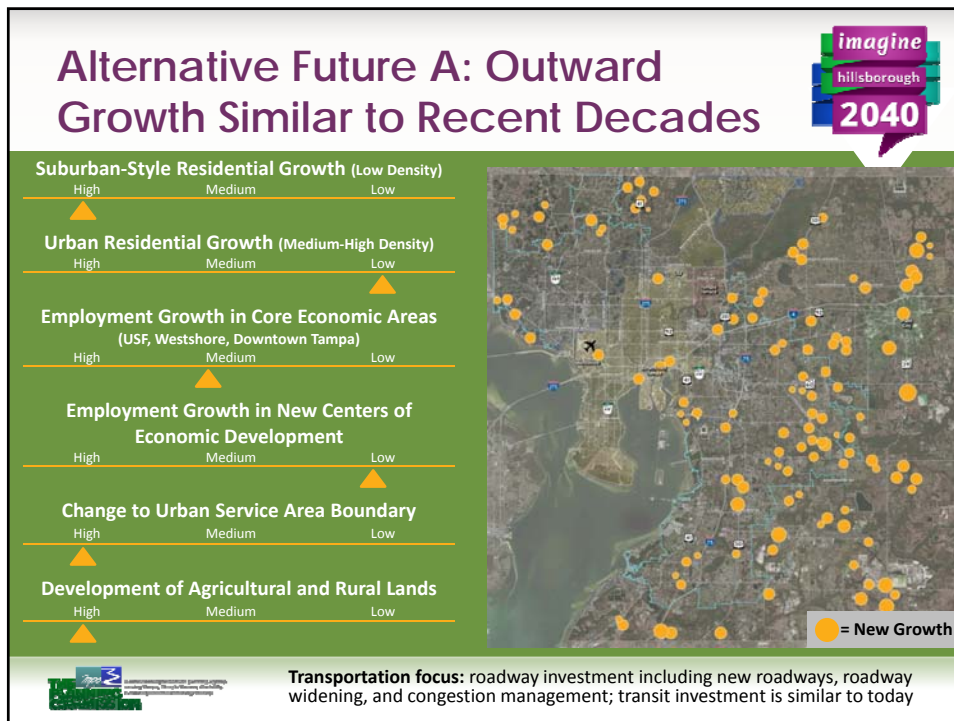 Alternative Future A: Outward
Growth Similar to Recent Decades
imagine
hillsborough
2040
Suburban-Style Residential Growth (Low Density)
High Medium Low
Urban Residential Growth (Medium-High Density)
High Medium Low
Employment Growth in Core Economic Areas
(USF, Westshore, Downtown Tampa)
High Medium Low
Employment Growth in New Centers of
Economic Development
High Medium Low
Change to Urban Service Area Boundary
High Medium Low
Development of Agricultural and Rural Lands
High Medium Low
= New Growth
Transportation focus: roadway investment including new roadways, roadway
widening, and congestion management; transit investment is similar to today